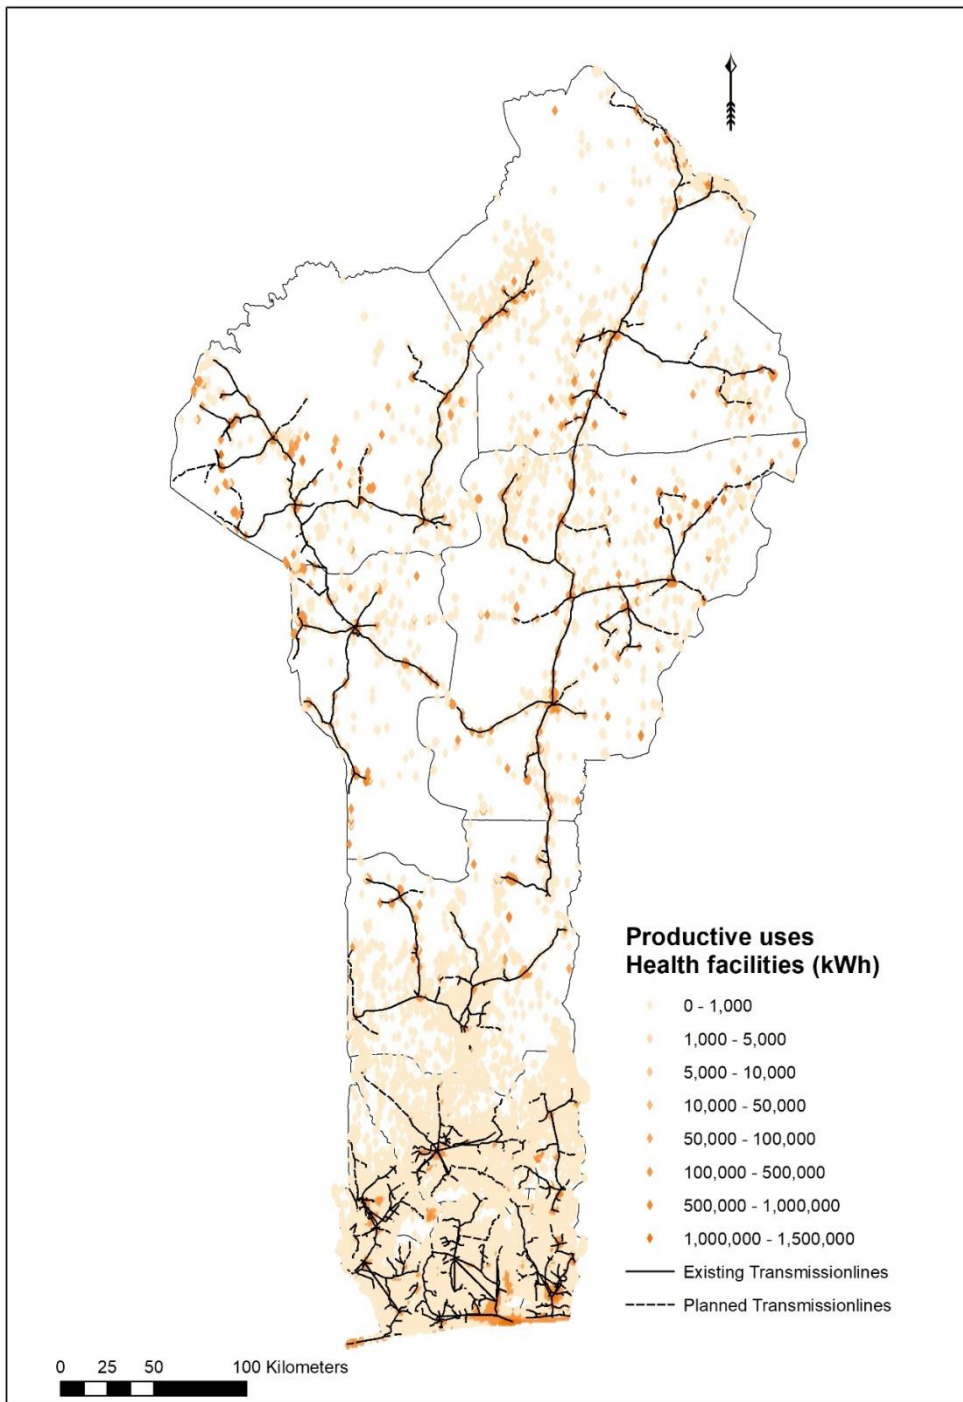 Productive uses
Health facilities (kWh)
0 - 1,000
1,000 - 5,000
5,000 - 10,000
10,000 - 50,000
50,000 - 100,000
100,000 - 500,000
500,000 - 1,000,000
1,000,000 - 1,500,000
Existing Transmissionlines
Planned Transmissionlines
0 25 50 100 Kilometers